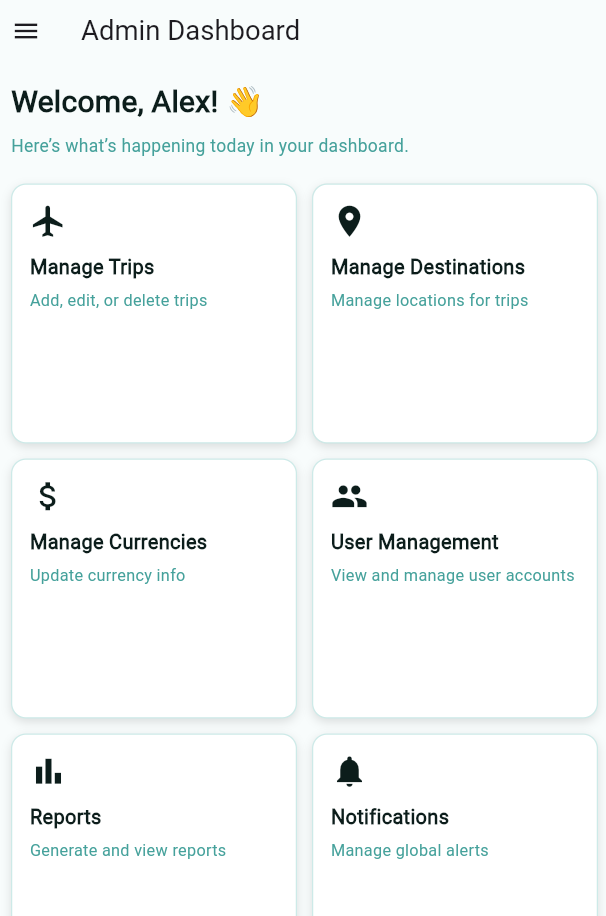 Admin Dashboard
Welcome, Alex! 👋
Here's what's happening today in your dashboard.
Manage Trips
Add, edit, or delete trips
Manage Destinations
Manage locations for trips
$
Manage Currencies
Update currency info
User Management
View and manage user accounts
Reports
Generate and view reports
Notifications
Manage global alerts